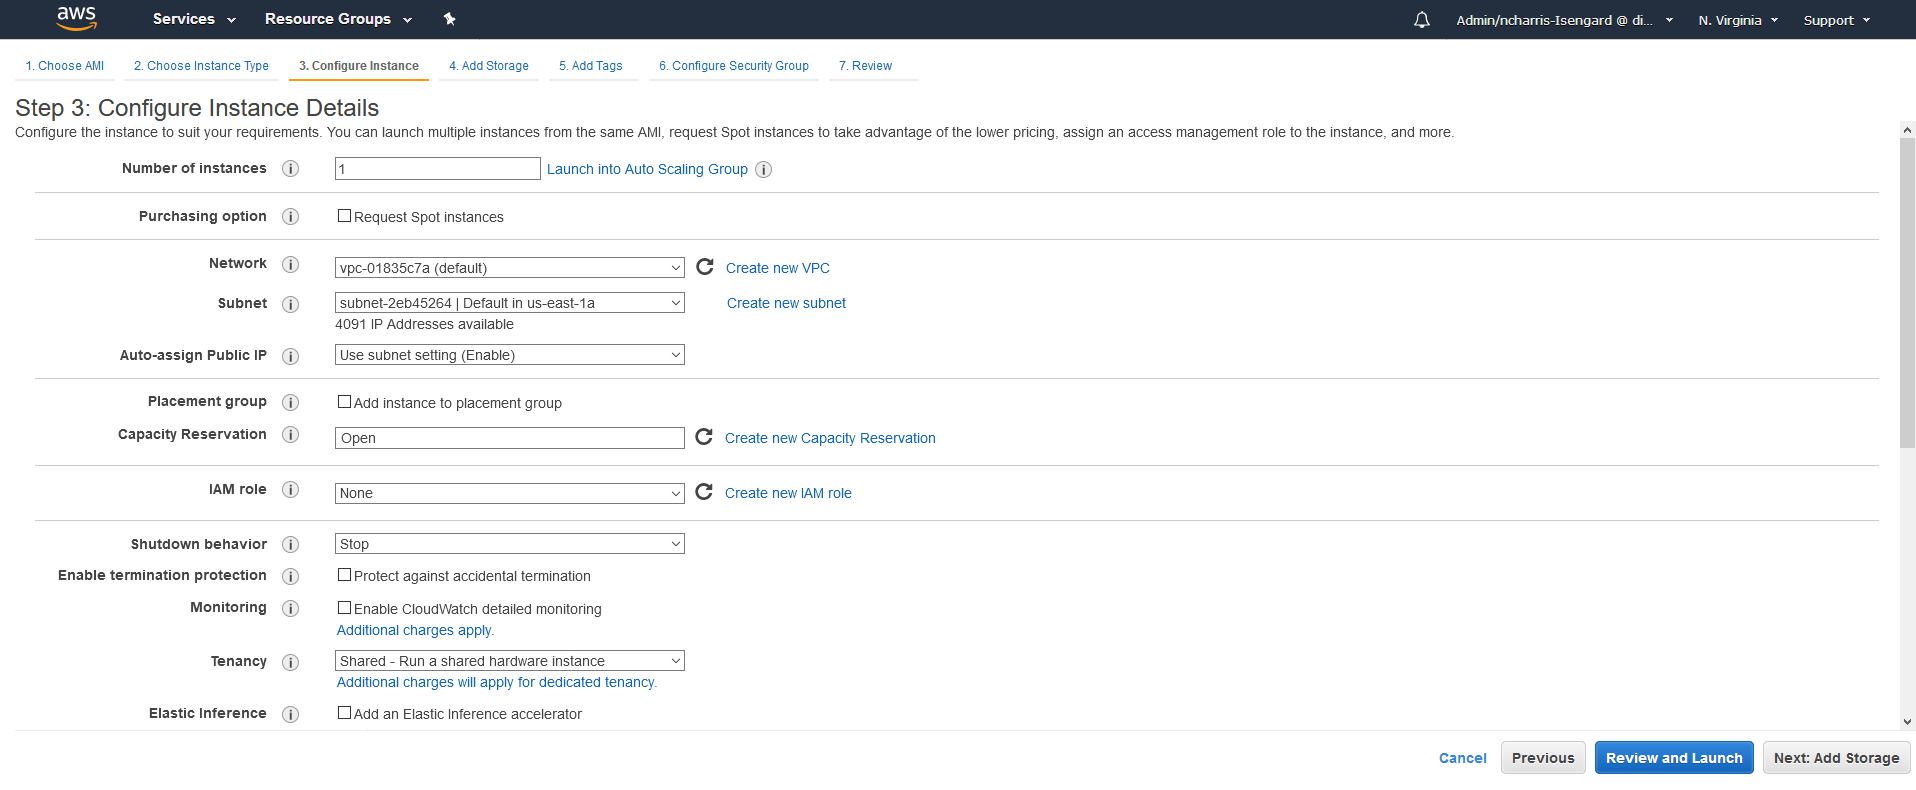 aws Services Resource Groups Admin/ncharris-Isengard @ di... N. Virginia Support
1. Choose AMI 2. Choose Instance Type 3. Configure Instance 4. Add Storage 5. Add Tags 6. Configure Security Group 7. Review
Step 3: Configure Instance Details
Configure the instance to suit your requirements. You can launch multiple instances from the same AMI, request Spot instances to take advantage of the lower pricing, assign an access management role to the instance, and more.
Number of instances i 1 Launch into Auto Scaling Group i
Purchasing option i Request Spot instances
Network i vpc-01835c7a (default) Create new VPC
Subnet i subnet-2eb45264 | Default in us-east-1a Create new subnet
4091 IP Addresses available
Auto-assign Public IP i Use subnet setting (Enable)
Placement group i Add instance to placement group
Capacity Reservation i Open Create new Capacity Reservation
IAM role i None Create new IAM role
Shutdown behavior i Stop
Enable termination protection i Protect against accidental termination
Monitoring i Enable CloudWatch detailed monitoring
Additional charges apply.
Tenancy i Shared - Run a shared hardware instance
Additional charges will apply for dedicated tenancy.
Elastic Inference i Add an Elastic Inference accelerator
Cancel Previous Review and Launch Next: Add Storage